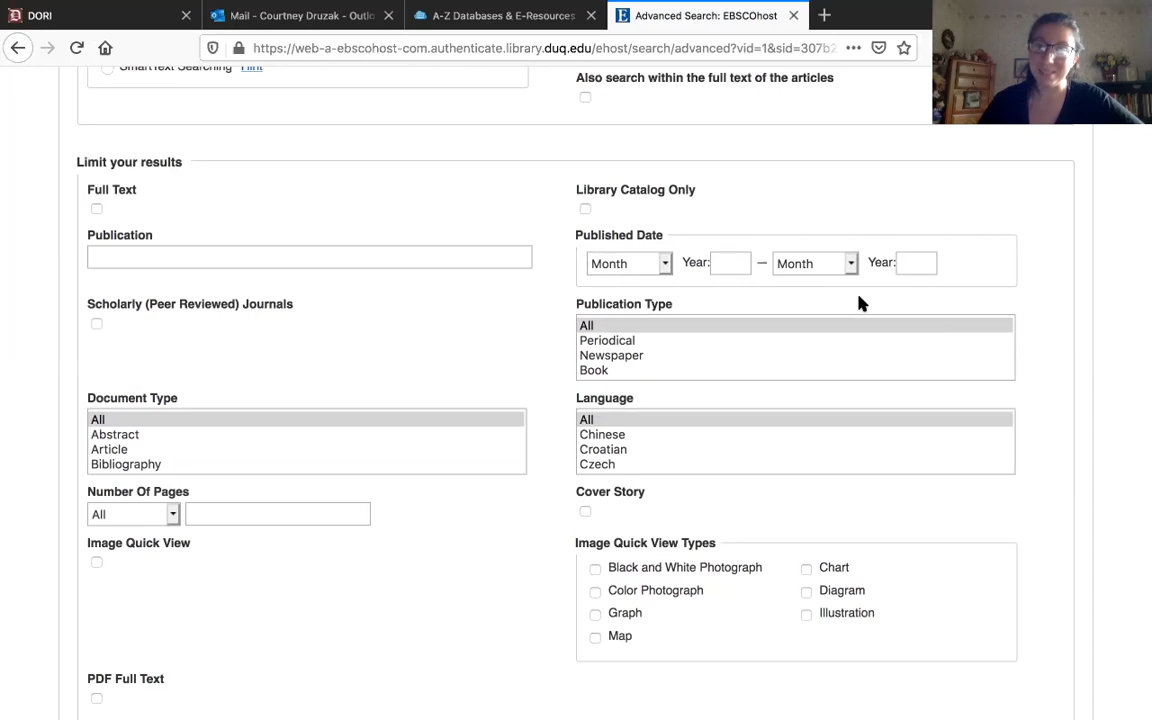 DORI
Mail - Courtney Druzak - Outlo
A-Z Databases & E-Resources
Advanced Search: EBSCOhost
https://web-a-ebscohost-com.authenticate.library.duq.edu/ehost/search/advanced?vid=1&sid=307b2
SmartText Searching Hint
Also search within the full text of the articles
Limit your results
Full Text
Library Catalog Only
Publication
Published Date
Month Year: – Month Year:
Scholarly (Peer Reviewed) Journals
Publication Type
All
Periodical
Newspaper
Book
Document Type
All
Abstract
Article
Bibliography
Language
All
Chinese
Croatian
Czech
Number Of Pages
All
Cover Story
Image Quick View
Image Quick View Types
Black and White Photograph
Chart
Color Photograph
Diagram
Graph
Illustration
Map
PDF Full Text